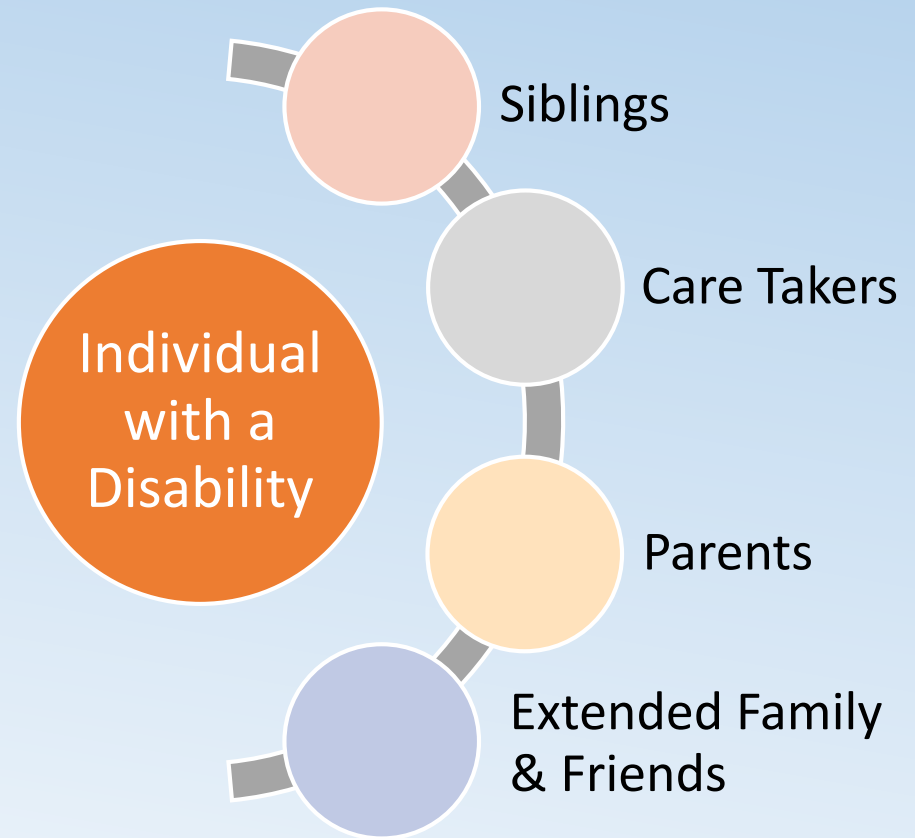 Siblings
Care Takers
Individual
with a
Disability
Parents
Extended Family
& Friends